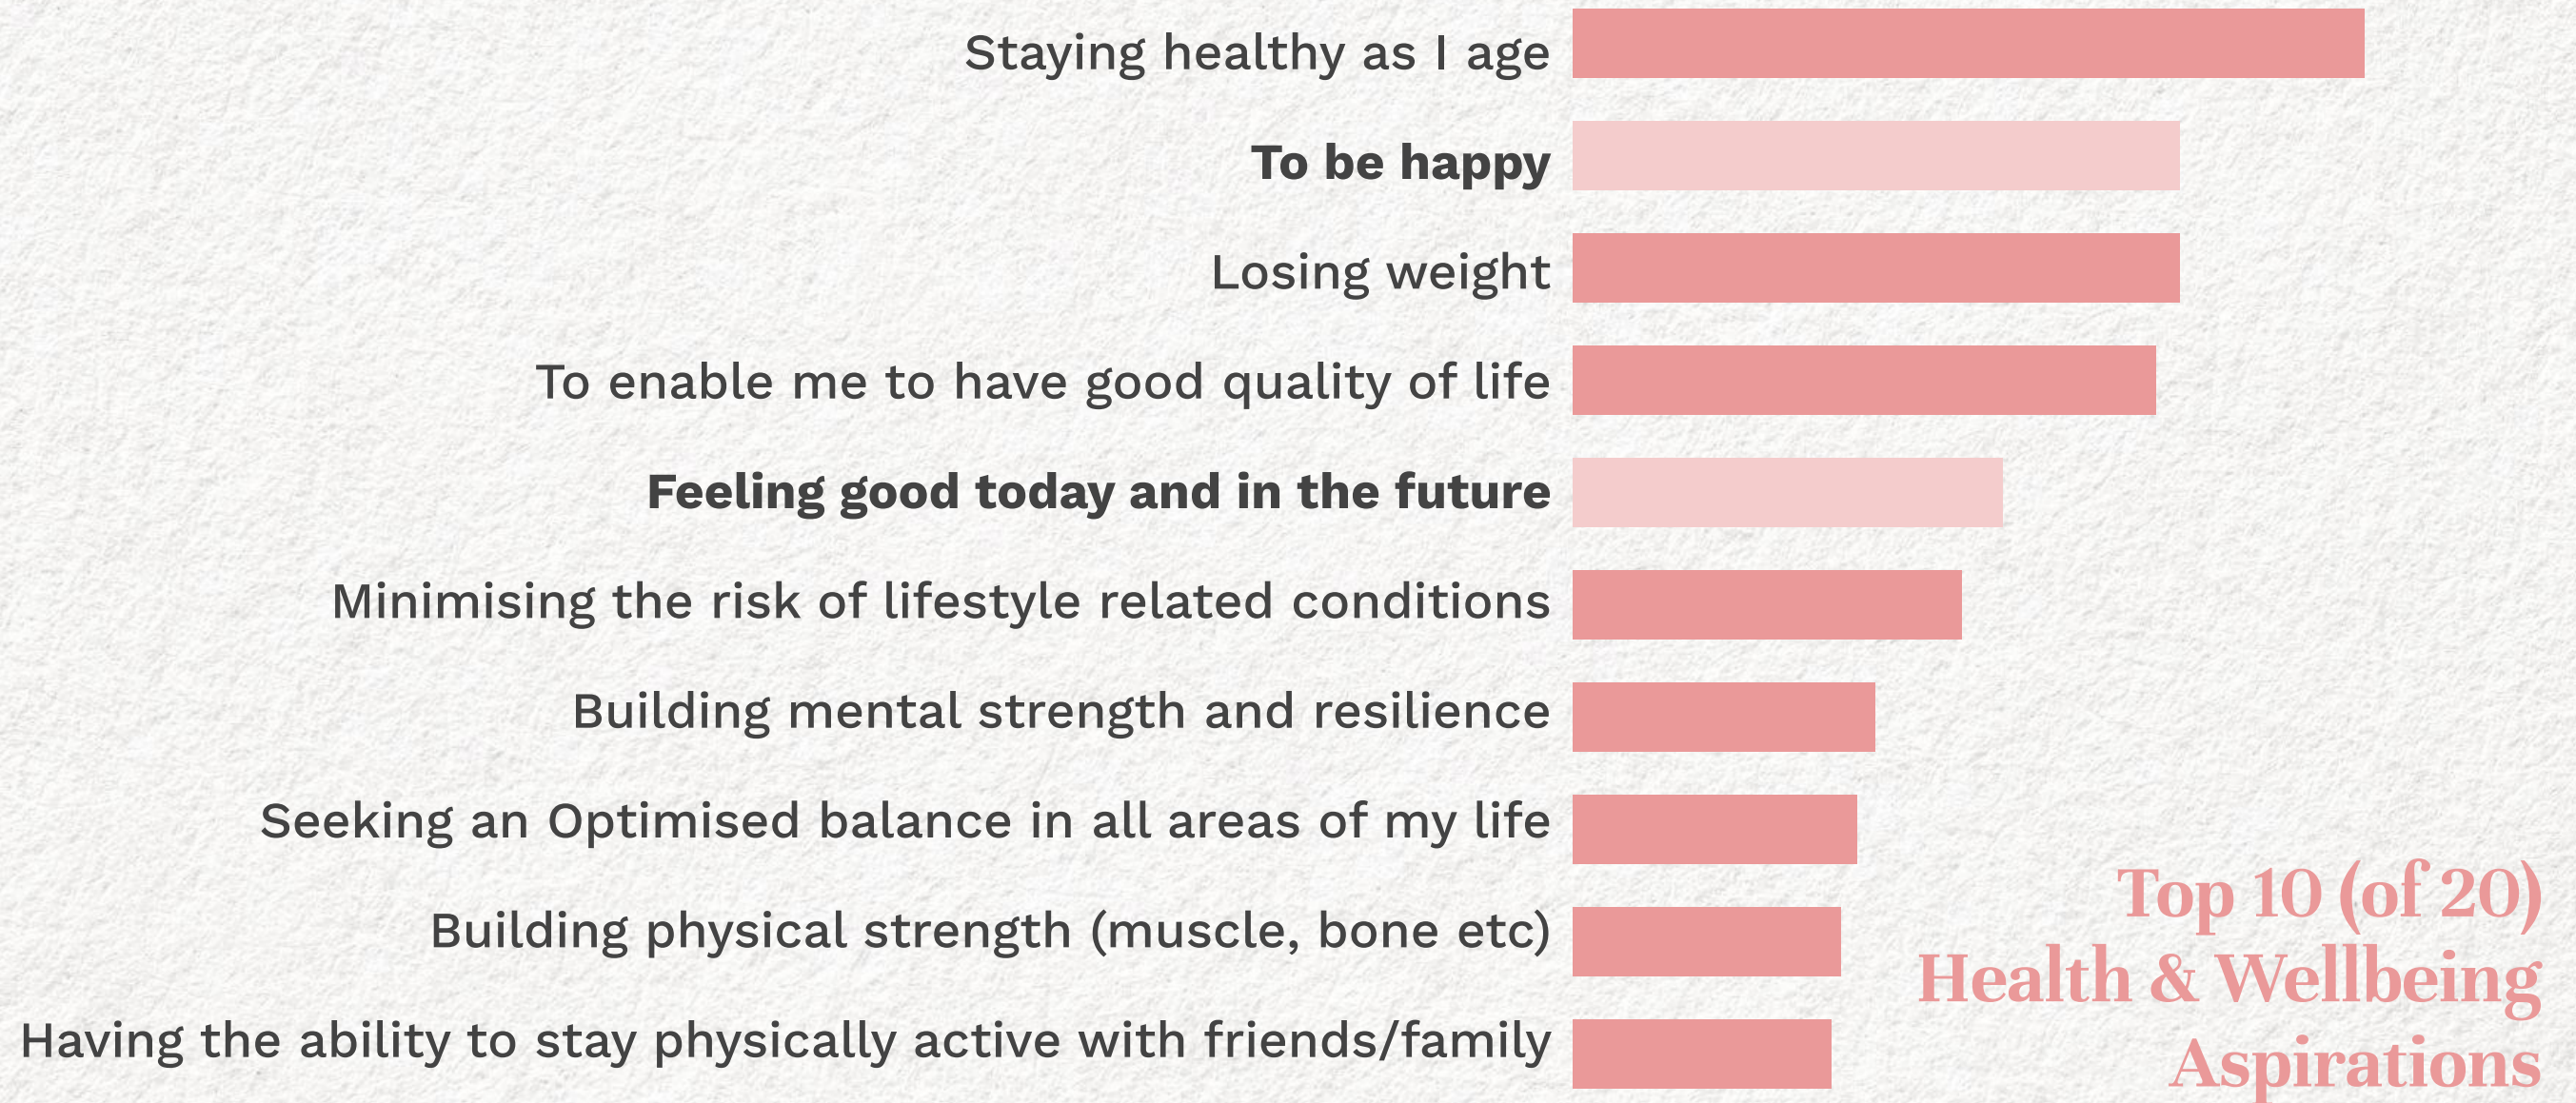 Staying healthy as I age
To be happy
Losing weight
To enable me to have good quality of life
Feeling good today and in the future
Minimising the risk of lifestyle related conditions
Building mental strength and resilience
Seeking an Optimised balance in all areas of my life
Building physical strength (muscle, bone etc)
Having the ability to stay physically active with friends/family
Top 10 (of 20)
Health & Wellbeing
Aspirations